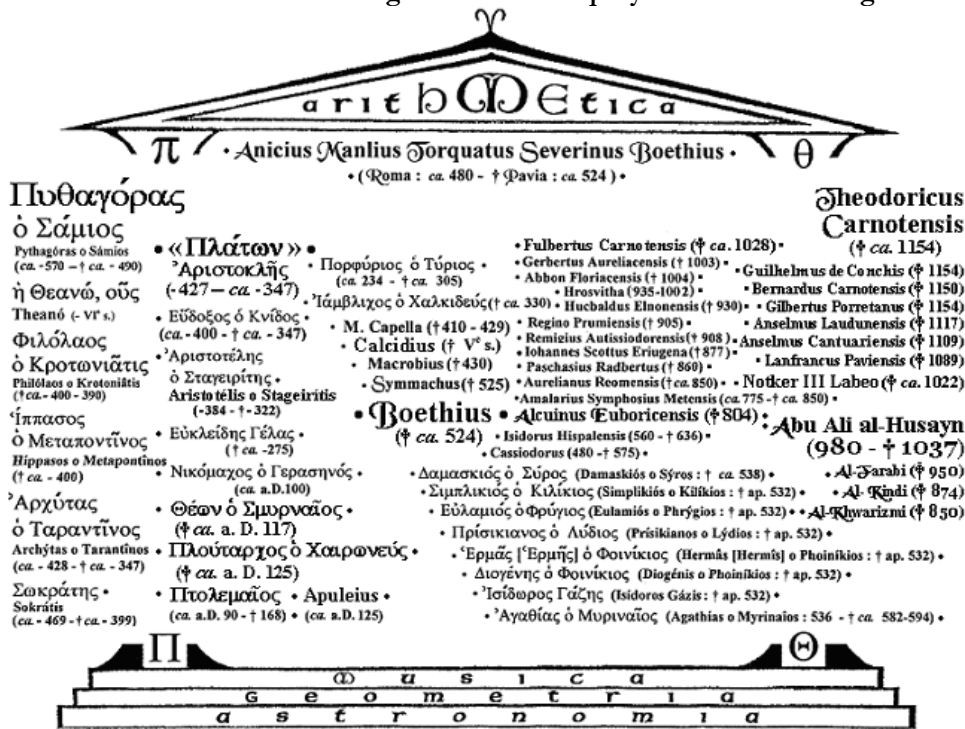 arithMEtica
π
θ
• Anicius Manlius Torquatus Severinus Boethius •
• ( Roma : ca. 480 - † Pavia : ca. 524 ) •
Πυθαγόρας
ὁ Σάμιος
Pythagóras o Sámios
(ca. -570 – † ca. - 490)
ἡ Θεανώ, οῦς
Theanó (- VIᵉ s.)
Φιλόλαος
ὁ Κροτωνιᾶτις
Philólaos o Krotoniâtis
(†ca.- 400 - 390)
Ἵππασος
ὁ Μεταποντῖνος
Hippasos o Metapontînos
(† ca. - 400)
Ἀρχύτας
ὁ Ταραντῖνος
Archýtas o Tarantînos
(ca. - 428 - † ca. - 347)
Σωκράτης •
Sokrátis
(ca. - 469 - † ca. - 399)
• «Πλάτων» •
Ἀριστοκλῆς
(-427– ca. -347)
• Εὔδοξος ὁ Κνίδος •
(ca. -400 - † ca. - 347)
• Ἀριστοτέλης
ὁ Σταγειρίτης •
Aristotélis o Stageiritis
(-384 - †-322)
• Εὐκλείδης Γέλας •
(† ca. -275)
• Νικόμαχος ὁ Γερασηνός •
(ca. a.D.100)
• Θέων ὁ Σμυρναῖος •
(☨ ca. a. D. 117)
• Πλούταρχος ὁ Χαιρωνεύς •
(☨ ca. a. D. 125)
• Πτολεμαῖος • Apuleius •
(ca. a.D. 90 - † 168) • (ca. a.D. 125)
• Πορφύριος ὁ Τύριος •
(ca. 234 - † ca. 305)
• Ἰάμβλιχος ὁ Χαλκιδεύς († ca. 330) •
• M. Capella (†410 - 429) •
• Calcidius († Vᵉ s.) •
• Macrobius († 430) •
• Symmachus († 525) •
• Boethius •
(☨ ca. 524)
• Fulbertus Carnotensis (☨ ca. 1028) •
• Gerbertus Aureliacensis († 1003) •
• Abbon Floriacensis († 1004) •
• Hrosvitha (935-1002) •
• Hucbaldus Elnonensis († 930) •
• Regino Prumiensis († 905) •
• Remigius Autissiodorensis († 908) •
• Iohannes Scottus Eriugena († 877) •
• Paschasius Radbertus († 860) •
• Aurelianus Reomensis († ca. 850) •
• Amalarius Symphosius Metensis (ca. 775 - † ca. 850) •
Alcuinus Euboricensis (☨ 804) •
• Isidorus Hispalensis (560 - † 636) •
• Cassiodorus (480 -† 575) •
Theodoricus
Carnotensis
(☨ ca. 1154)
• Guilhelmus de Conchis (☨ 1154)
• Bernardus Carnotensis (☨ 1150)
• Gilbertus Porretanus (☨ 1154)
• Anselmus Laudunensis († 1117)
• Anselmus Cantuariensis (☨ 1109)
• Lanfrancus Paviensis (☨ 1089)
• Notker III Labeo (☨ ca. 1022)
• Abu Ali al-Husayn
(980 - † 1037)
• Al-Farabi (☨ 950)
• Al-Kindi (☨ 874)
• Al-Khwarizmi (☨ 850)
• Δαμασκιός ὁ Σύρος (Damaskiós o Sýros : † ca. 538) •
• Σιμπλικιός ὁ Κιλίκιος (Simplikiós o Kilíkios : † ap. 532) •
• Εὐλαμιός ὁ Φρύγιος (Eulamiós o Phrýgios : † ap. 532) •
• Πρίσικιανος ὁ Λύδιος (Prísikianos o Lýdios : † ap. 532) •
• Ἑρμᾶς [Ἑρμῆς] ὁ Φοινίκιος (Hermâs [Hermîs] o Phoiníkios : † ap. 532) •
• Διογένης ὁ Φοινίκιος (Diogénis o Phoiníkios : † ap. 532) •
• Ἰσίδωρος Γάζης (Isídoros Gázis : † ap. 532) •
• Ἀγαθίας ὁ Μυριναῖος (Agathias o Myrinaîos : 536 - † ca. 582-594) •
Π
Θ
musica
geometria
astronomia